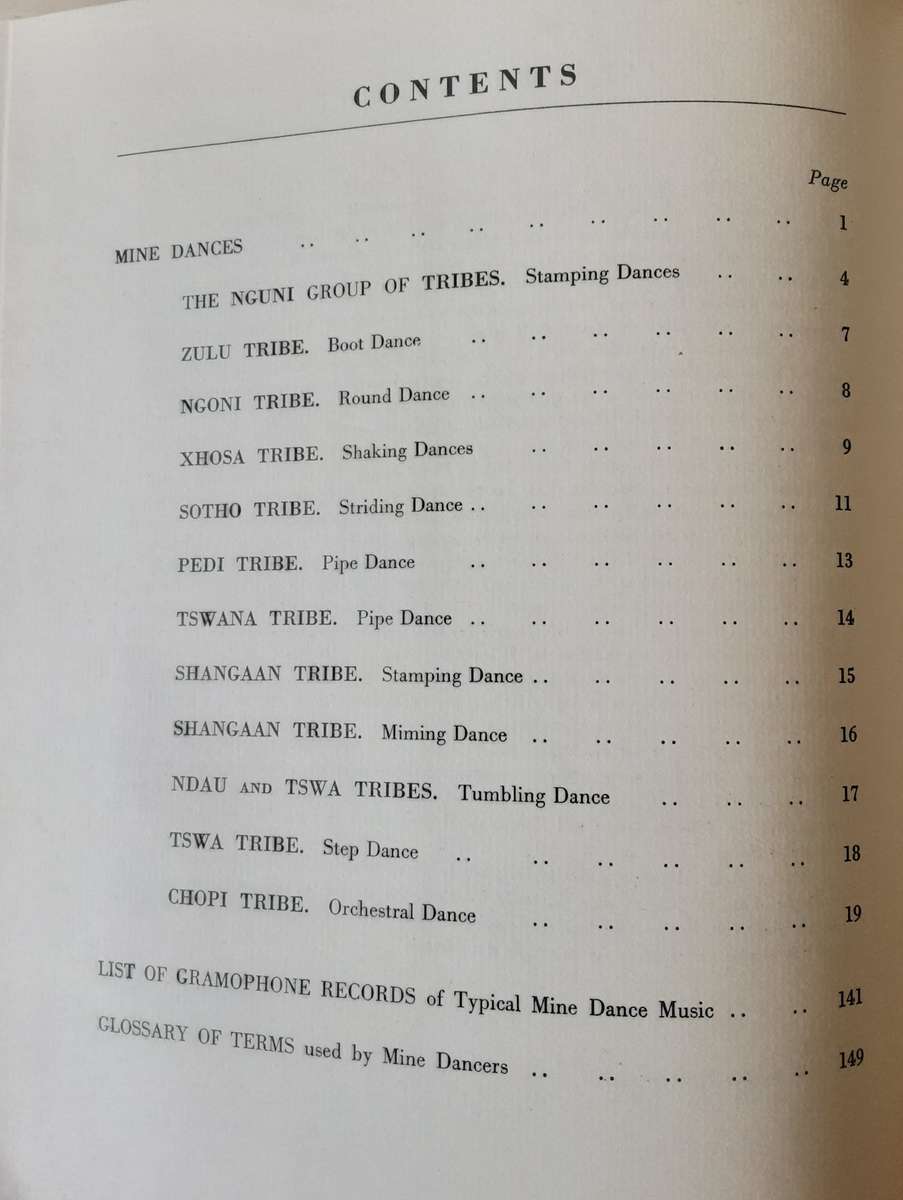 CONTENTS
Page
MINE DANCES .. .. .. .. .. .. .. .. .. 1
THE NGUNI GROUP OF TRIBES. Stamping Dances .. .. 4
ZULU TRIBE. Boot Dance .. .. .. .. .. .. 7
NGONI TRIBE. Round Dance .. .. .. .. .. .. 8
XHOSA TRIBE. Shaking Dances .. .. .. .. .. 9
SOTHO TRIBE. Striding Dance .. .. .. .. .. .. 11
PEDI TRIBE. Pipe Dance .. .. .. .. .. .. 13
TSWANA TRIBE. Pipe Dance .. .. .. .. .. .. 14
SHANGAAN TRIBE. Stamping Dance .. .. .. .. .. 15
SHANGAAN TRIBE. Miming Dance .. .. .. .. .. 16
NDAU AND TSWA TRIBES. Tumbling Dance .. .. .. 17
TSWA TRIBE. Step Dance .. .. .. .. .. .. 18
CHOPI TRIBE. Orchestral Dance .. .. .. .. .. 19
LIST OF GRAMOPHONE RECORDS of Typical Mine Dance Music .. .. 141
GLOSSARY OF TERMS used by Mine Dancers .. .. .. .. .. 149